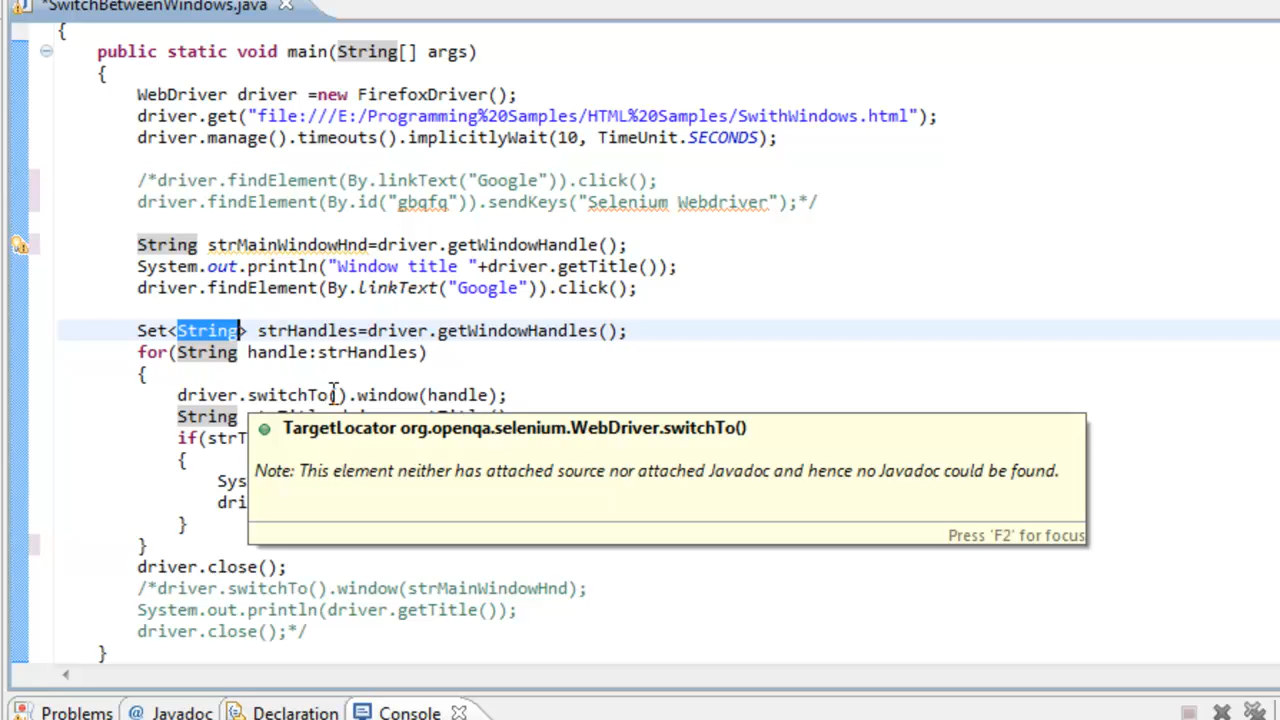 *SwitchBetweenWindows.java
{
public static void main(String[] args)
{
WebDriver driver =new FirefoxDriver();
driver.get("file:///E:/Programming%20Samples/HTML%20Samples/SwithWindows.html");
driver.manage().timeouts().implicitlyWait(10, TimeUnit.SECONDS);
/*driver.findElement(By.linkText("Google")).click();
driver.findElement(By.id("gbqfq")).sendKeys("Selenium Webdriver");*/
String strMainWindowHnd=driver.getWindowHandle();
System.out.println("Window title "+driver.getTitle());
driver.findElement(By.linkText("Google")).click();
Set<String> strHandles=driver.getWindowHandles();
for(String handle:strHandles)
{
driver.switchTo().window(handle);
String
if(strT
{
Sys
dri
}
}
TargetLocator org.openqa.selenium.WebDriver.switchTo()
Note: This element neither has attached source nor attached Javadoc and hence no Javadoc could be found.
Press 'F2' for focus
driver.close();
/*driver.switchTo().window(strMainWindowHnd);
System.out.println(driver.getTitle());
driver.close();*/
}
Problems @ Javadoc Declaration Console